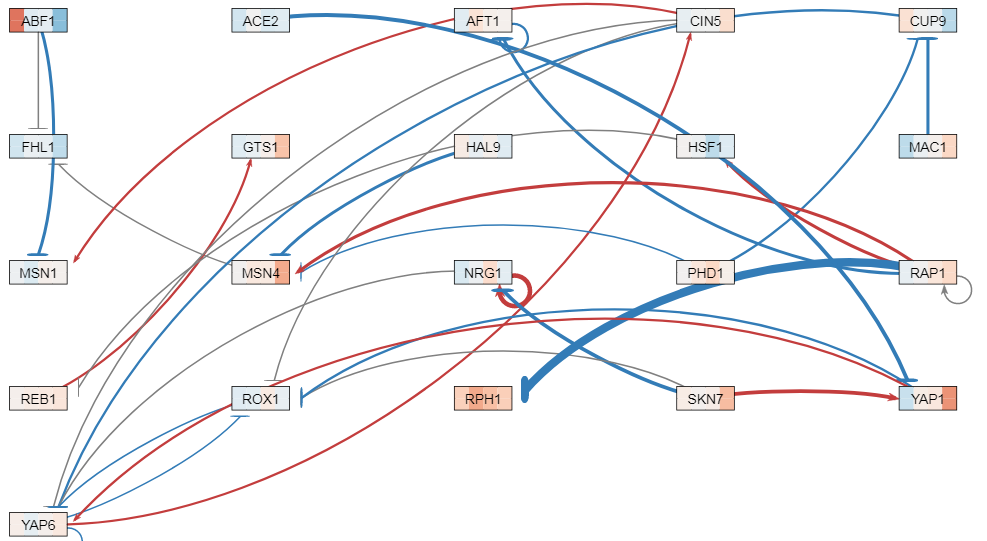 ABF1 ACE2 AFT1 CIN5 CUP9
FHL1 GTS1 HAL9 HSF1 MAC1
MSN1 MSN4 NRG1 PHD1 RAP1
REB1 ROX1 RPH1 SKN7 YAP1
YAP6